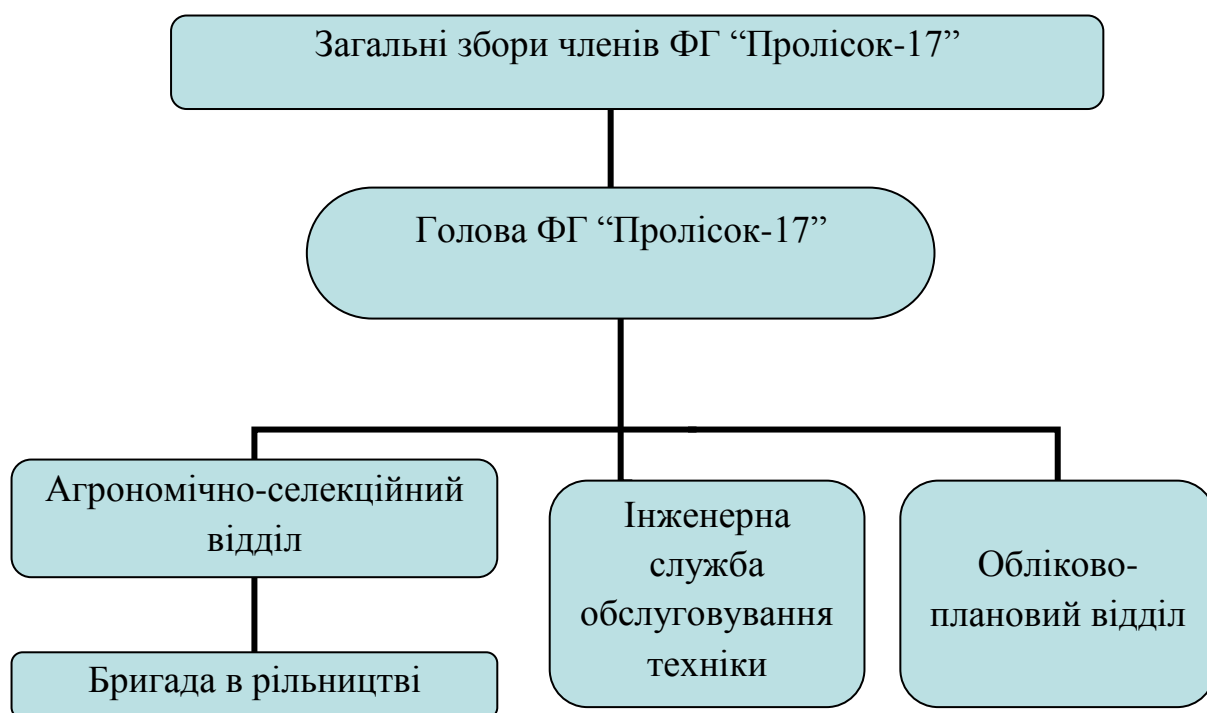 Загальні збори членів ФГ “Пролісок-17”
Голова ФГ “Пролісок-17”
Агрономічно-селекційний
відділ
Бригада в рільництві
Інженерна
служба
обслуговування
техніки
Обліково-
плановий відділ